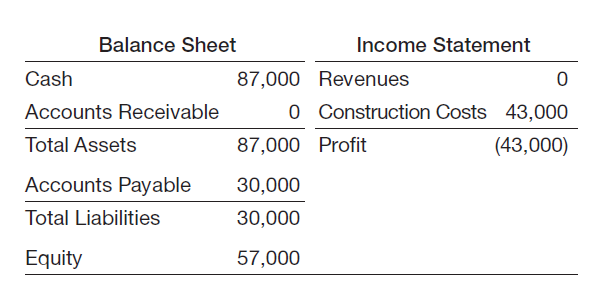 Balance Sheet Income Statement
Cash 87,000 Revenues 0
Accounts Receivable 0 Construction Costs 43,000
Total Assets 87,000 Profit (43,000)
Accounts Payable 30,000
Total Liabilities 30,000
Equity 57,000